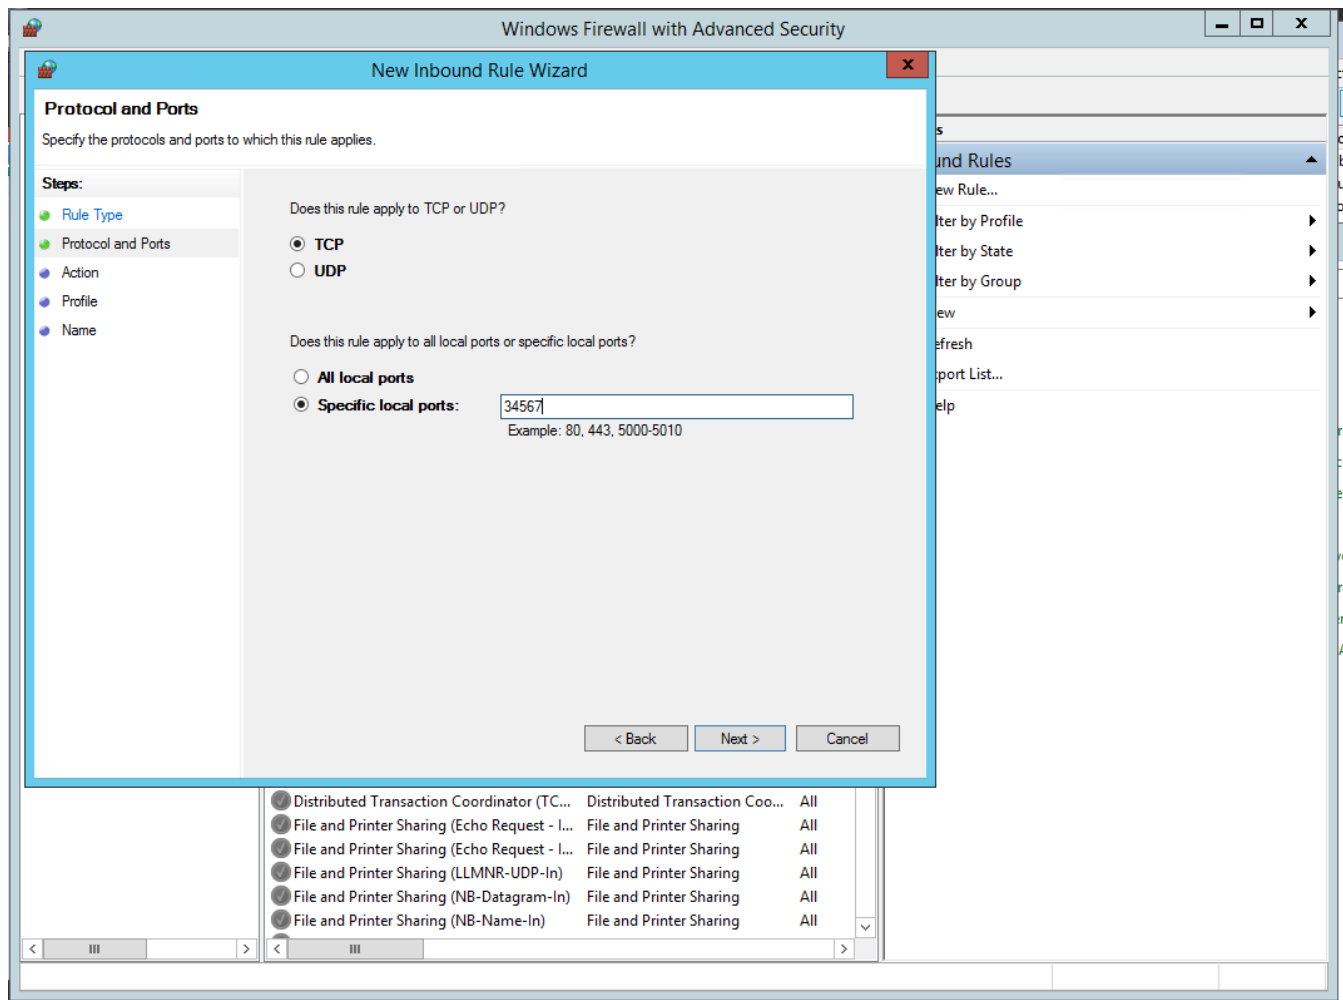 Windows Firewall with Advanced Security
New Inbound Rule Wizard
Protocol and Ports
Specify the protocols and ports to which this rule applies.
Steps:
Rule Type
Protocol and Ports
Action
Profile
Name
Does this rule apply to TCP or UDP?
TCP
UDP
Does this rule apply to all local ports or specific local ports?
All local ports
Specific local ports:
34567
Example: 80, 443, 5000-5010
< Back
Next >
Cancel
s
und Rules
ew Rule...
lter by Profile
lter by State
lter by Group
ew
efresh
port List...
elp
Distributed Transaction Coordinator (TC... Distributed Transaction Coo... All
File and Printer Sharing (Echo Request - I... File and Printer Sharing All
File and Printer Sharing (Echo Request - I... File and Printer Sharing All
File and Printer Sharing (LLMNR-UDP-In) File and Printer Sharing All
File and Printer Sharing (NB-Datagram-In) File and Printer Sharing All
File and Printer Sharing (NB-Name-In) File and Printer Sharing All